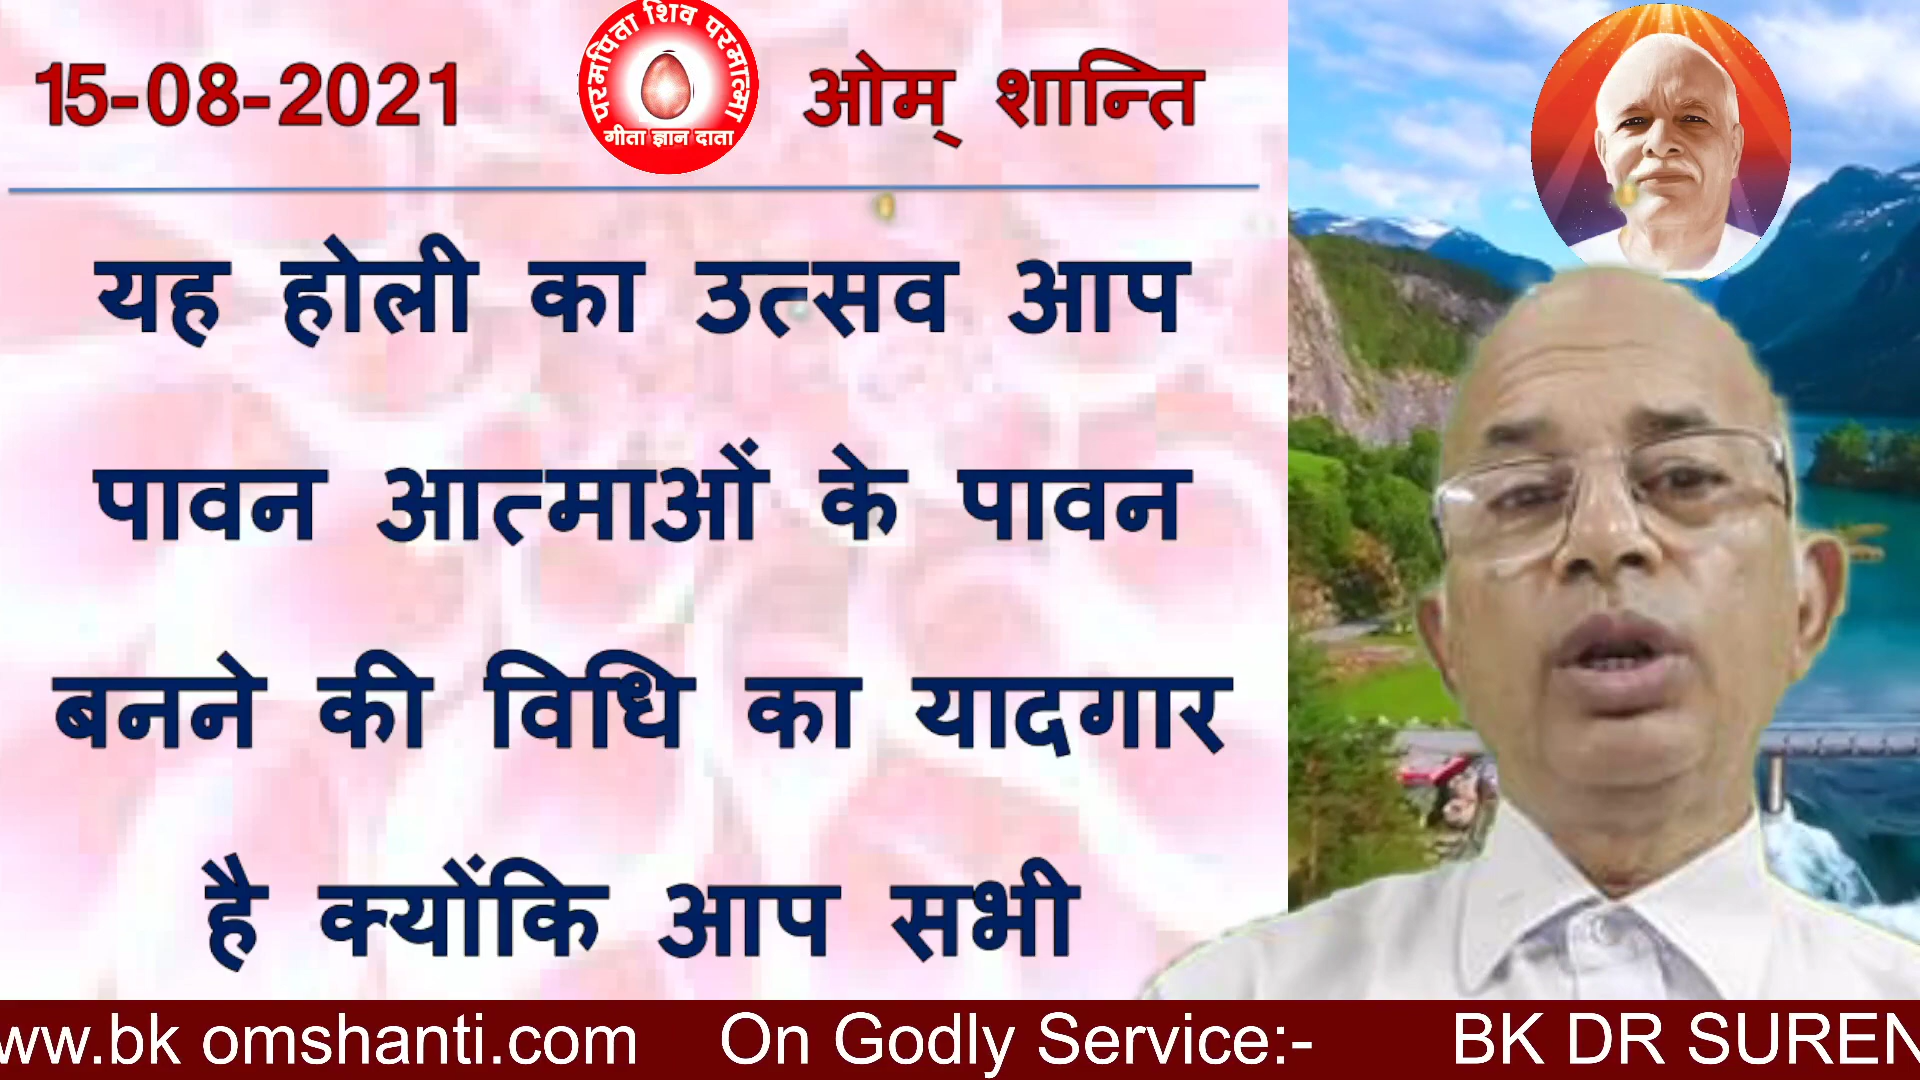 15-08-2021
परमपिता शिव परमात्मा
गीता ज्ञान दाता
ओम् शान्ति
यह होली का उत्सव आप
पावन आत्माओं के पावन
बनने की विधि का यादगार
है क्योंकि आप सभी
ww.bk omshanti.com On Godly Service:- BK DR SUREN